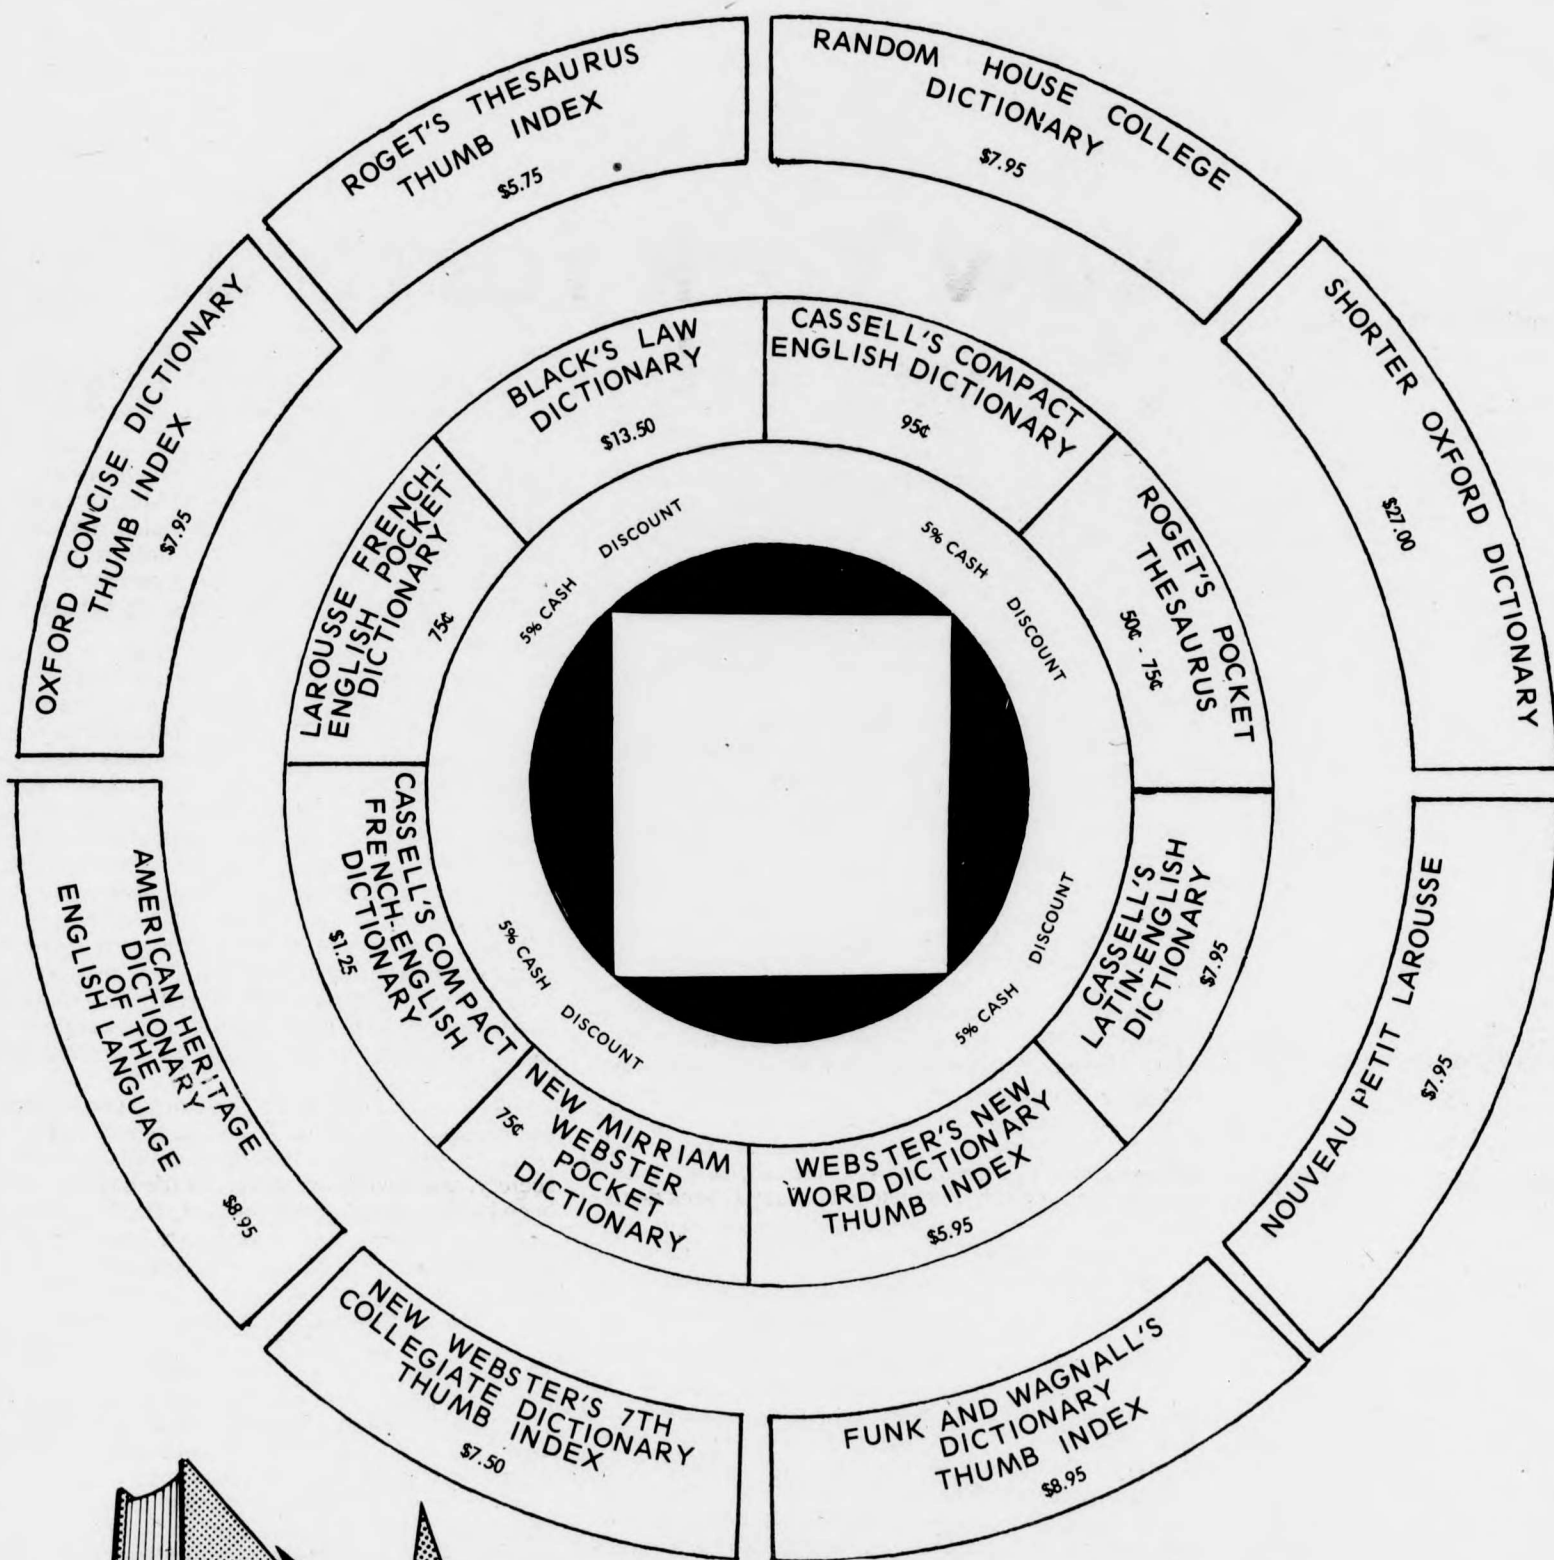 ROGET'S THESAURUS
THUMB INDEX
$5.75
RANDOM HOUSE COLLEGE
DICTIONARY
$7.95
SHORTER OXFORD DICTIONARY
$27.00
NOUVEAU PETIT LAROUSSE
$7.95
FUNK AND WAGNALL'S
DICTIONARY
THUMB INDEX
$8.95
NEW WEBSTER'S 7TH
COLLEGIATE DICTIONARY
THUMB INDEX
$7.50
AMERICAN HERITAGE
DICTIONARY
OF THE
ENGLISH LANGUAGE
$8.95
OXFORD CONCISE DICTIONARY
THUMB INDEX
$7.95
BLACK'S LAW
DICTIONARY
$13.50
CASSELL'S COMPACT
ENGLISH DICTIONARY
95¢
ROGET'S POCKET
THESAURUS
50¢ - 75¢
CASSELL'S
LATIN-ENGLISH
DICTIONARY
$7.95
WEBSTER'S NEW
WORD DICTIONARY
THUMB INDEX
$5.95
NEW MIRRIAM
WEBSTER
POCKET
DICTIONARY
75¢
CASSELL'S COMPACT
FRENCH-ENGLISH
DICTIONARY
$1.25
LAROUSSE FRENCH-
ENGLISH POCKET
DICTIONARY
75¢
5% CASH DISCOUNT
5% CASH DISCOUNT
5% CASH DISCOUNT
5% CASH DISCOUNT